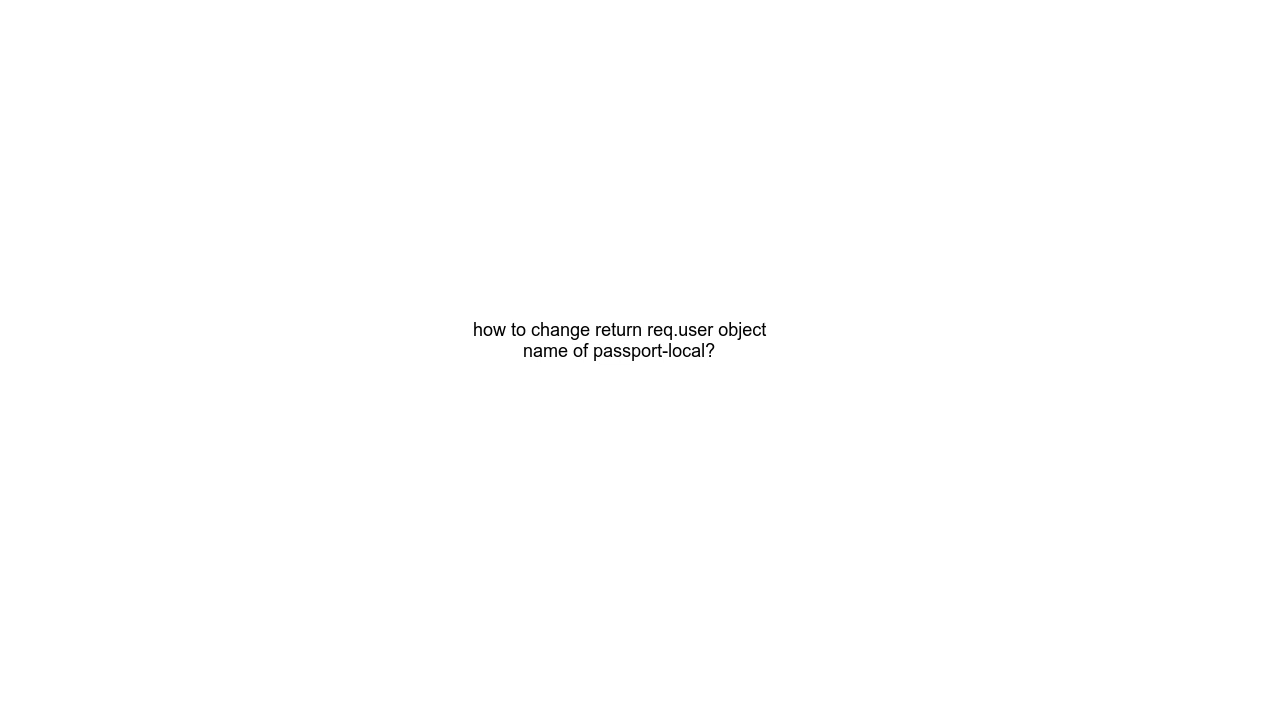 how to change return req.user object
name of passport-local?